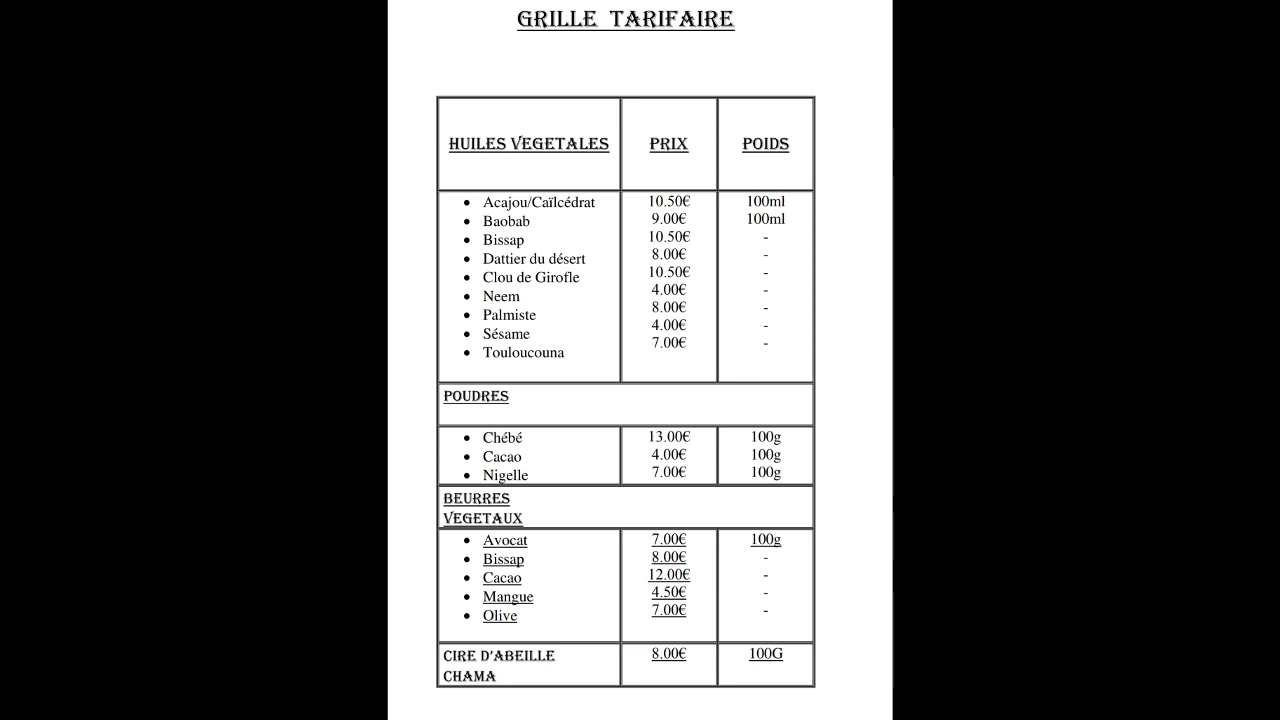 GRILLE TARIFAIRE
HUILES VEGETALES PRIX POIDS
• Acajou/Caïlcédrat 10.50€ 100ml
• Baobab 9.00€ 100ml
• Bissap 10.50€ -
• Dattier du désert 8.00€ -
• Clou de Girofle 10.50€ -
• Neem 4.00€ -
• Palmiste 8.00€ -
• Sésame 4.00€ -
• Touloucouna 7.00€ -
POUDRES
• Chébé 13.00€ 100g
• Cacao 4.00€ 100g
• Nigelle 7.00€ 100g
BEURRES
VEGETAUX
• Avocat 7.00€ 100g
• Bissap 8.00€ -
• Cacao 12.00€ -
• Mangue 4.50€ -
• Olive 7.00€ -
CIRE D'ABEILLE 8.00€ 100G
CHAMA